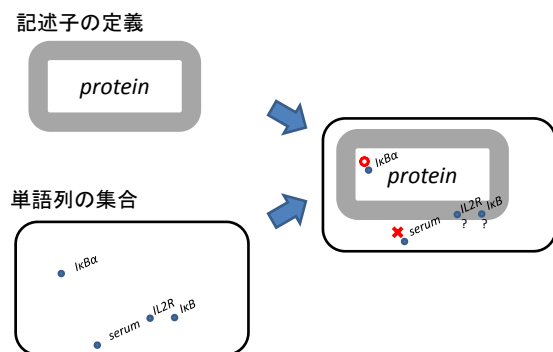 記述子の定義
protein
単語列の集合
IκBα
serum
IL2R
IκB
IκBα
protein
serum
IL2R
IκB
?
?